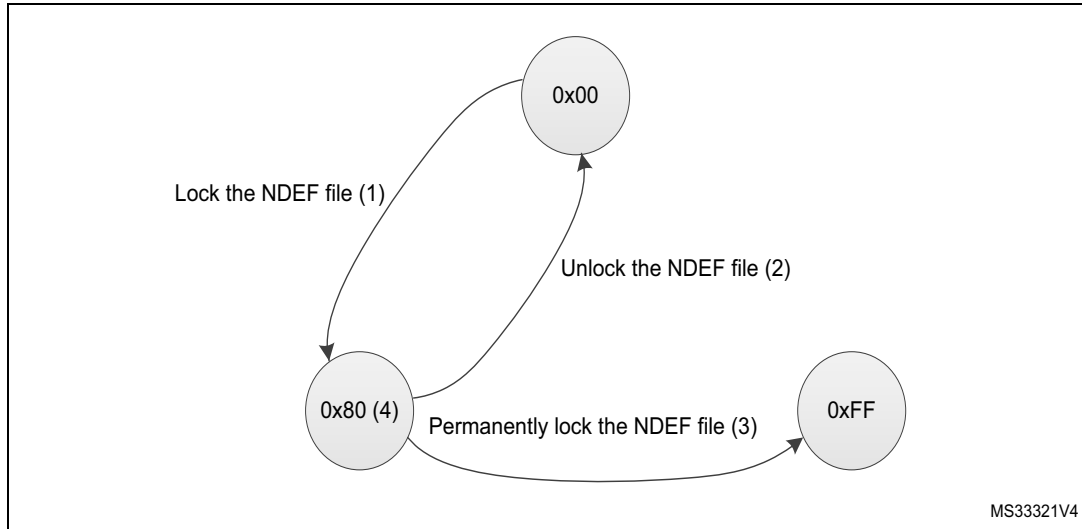 0x00
Lock the NDEF file (1)
Unlock the NDEF file (2)
0x80 (4)
Permanently lock the NDEF file (3)
0xFF
MS33321V4